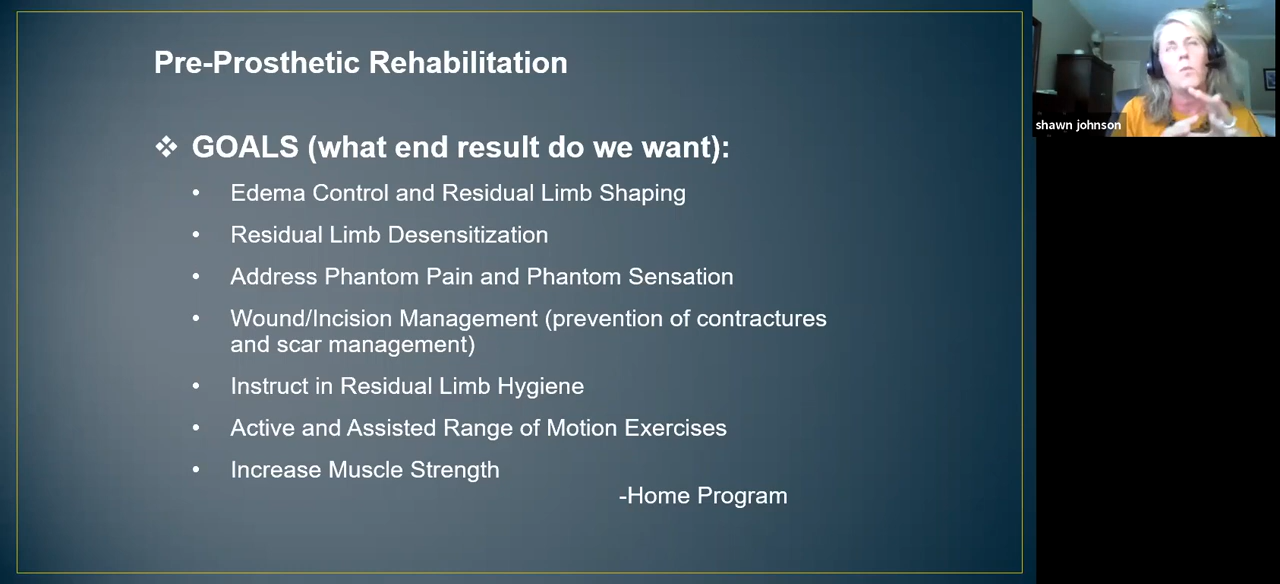 Pre-Prosthetic Rehabilitation
❖ GOALS (what end result do we want):
• Edema Control and Residual Limb Shaping
• Residual Limb Desensitization
• Address Phantom Pain and Phantom Sensation
• Wound/Incision Management (prevention of contractures
and scar management)
• Instruct in Residual Limb Hygiene
• Active and Assisted Range of Motion Exercises
• Increase Muscle Strength
-Home Program
shawn johnson